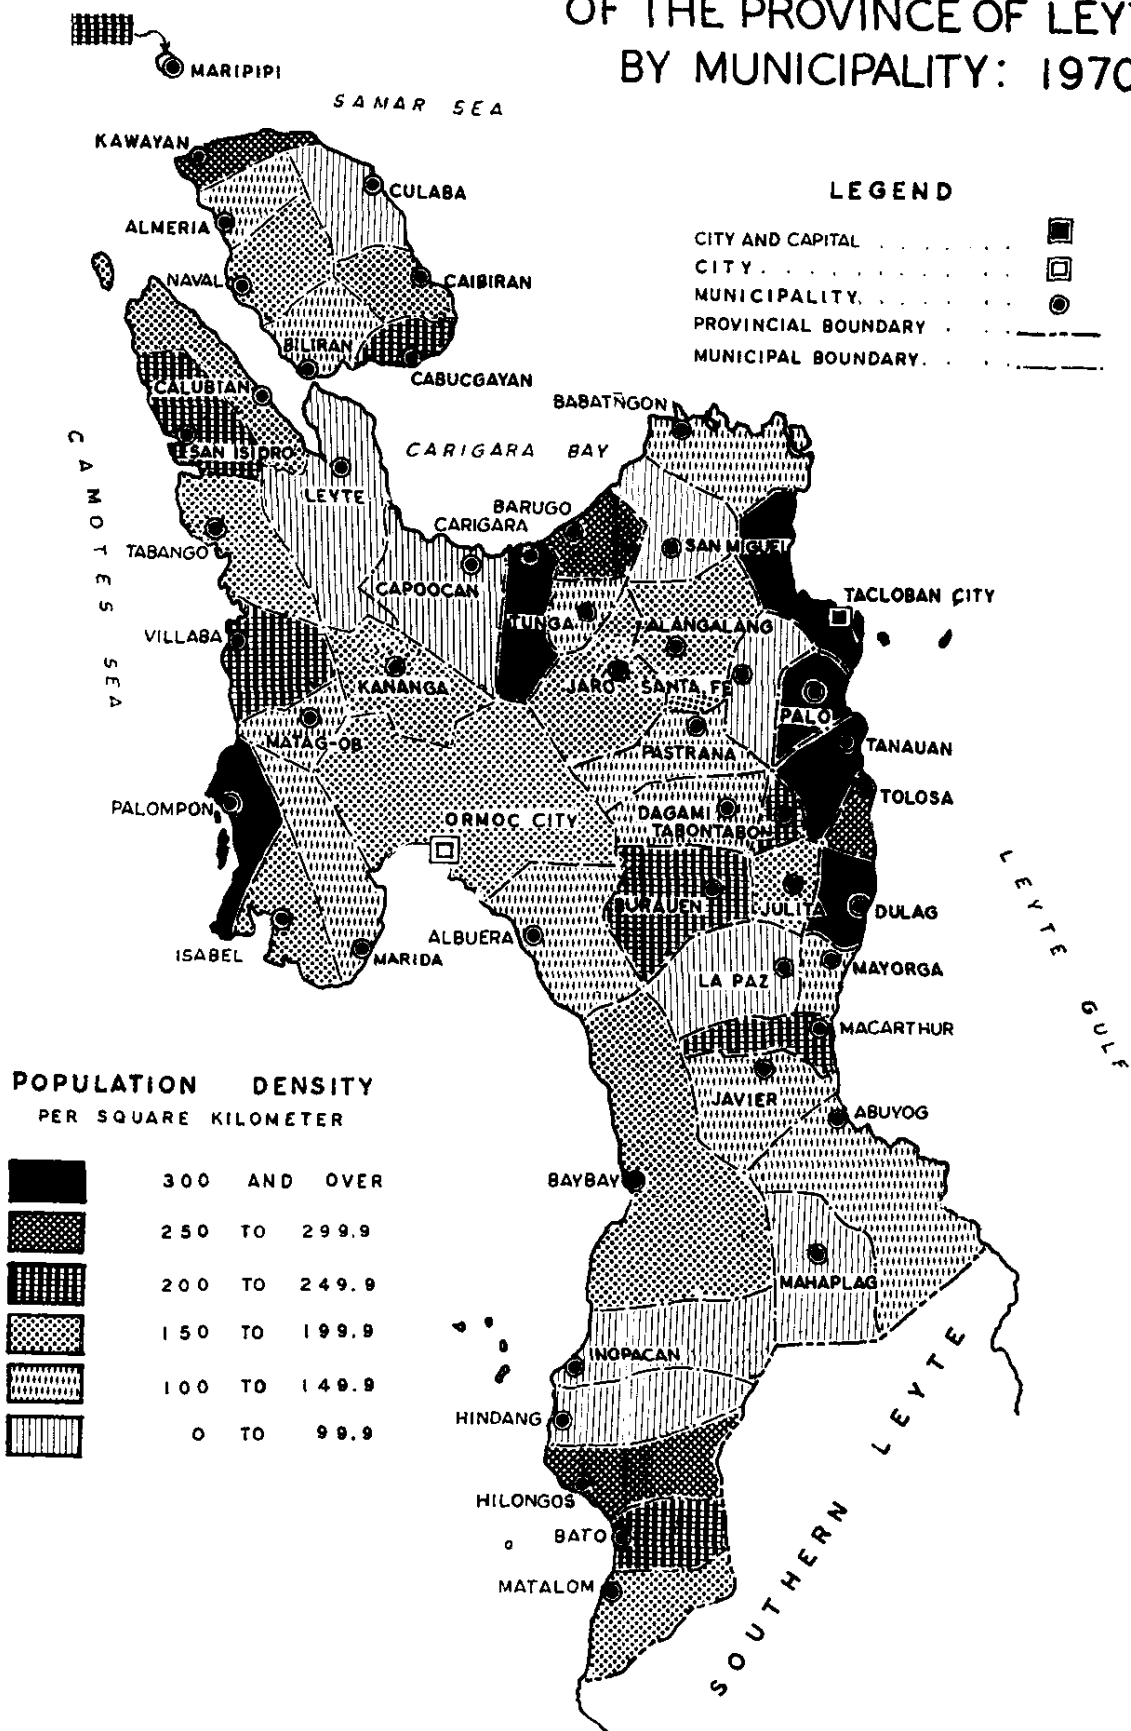 OF THE PROVINCE OF LEY
BY MUNICIPALITY: 1970
MARIPIPI
SAMAR SEA
KAWAYAN
CULABA
LEGEND
ALMERIA
CITY AND CAPITAL . . . . . . .
CITY. . . . . . . . . . .
NAVAL
CAIBIRAN
MUNICIPALITY. . . . . . .
PROVINCIAL BOUNDARY . . .
BILIRAN
MUNICIPAL BOUNDARY. . . .
CABUCGAYAN
CALUBIAN
BABATÑGON
CAMOTES SEA
CARIGARA BAY
SAN ISIDRO
LEYTE
BARUGO
CARIGARA
TABANGO
SAN MIGUEL
CAPOOCAN
TACLOBAN CITY
TUNGA
ALANGALANG
VILLABA
KANANGA
JARO
SANTA FE
PALO
MATAG-OB
PASTRANA
TANAUAN
PALOMPON
TOLOSA
ORMOC CITY
DAGAMI
TABONTABON
LEYTE GULF
BURAUEN
JULITA
DULAG
ALBUERA
ISABEL
MARIDA
MAYORGA
LA PAZ
MACARTHUR
POPULATION DENSITY
PER SQUARE KILOMETER
JAVIER
ABUYOG
300 AND OVER
BAYBAY
250 TO 299.9
200 TO 249.9
MAHAPLAG
150 TO 199.9
INOPACAN
100 TO 149.9
HINDANG
0 TO 99.9
HILONGOS
BATO
MATALOM
SOUTHERN LEYTE